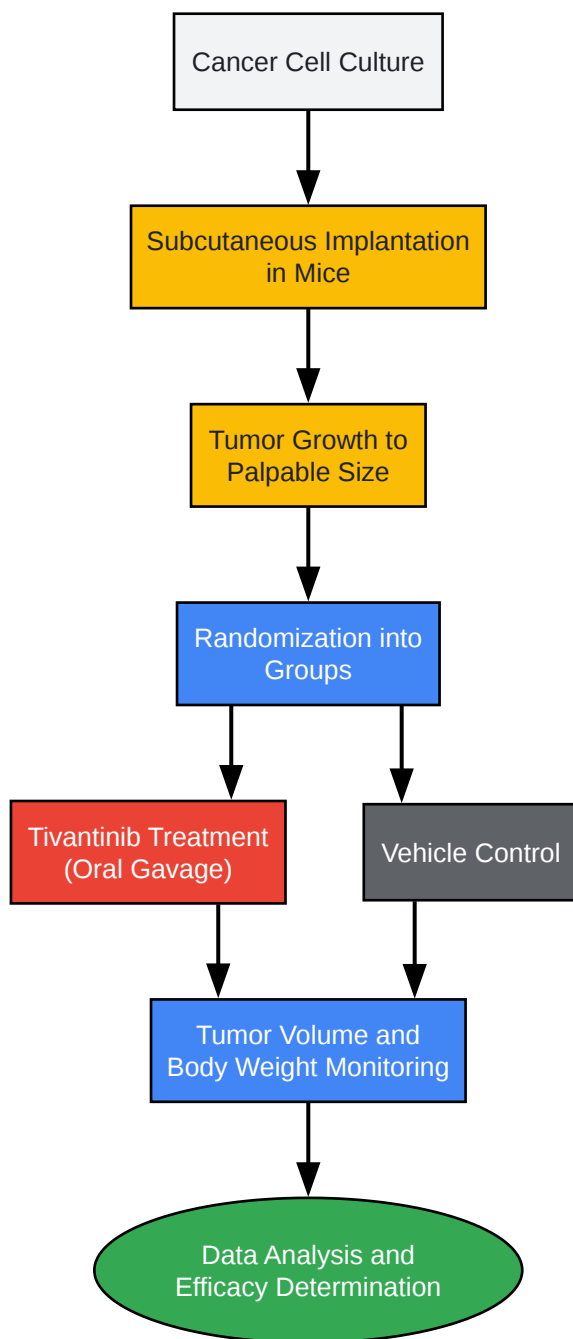 Cancer Cell Culture
Subcutaneous Implantation
in Mice
Tumor Growth to
Palpable Size
Randomization into
Groups
Tivantinib Treatment
(Oral Gavage)
Vehicle Control
Tumor Volume and
Body Weight Monitoring
Data Analysis and
Efficacy Determination